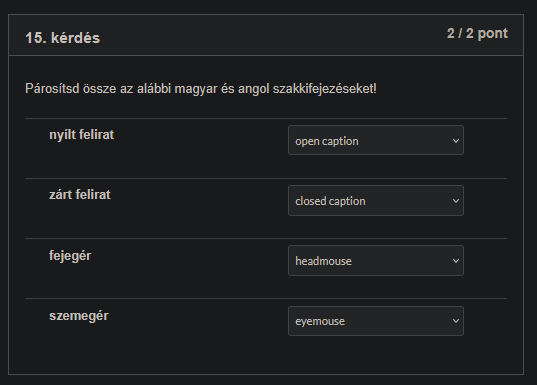 15. kérdés
2 / 2 pont
Párosítsd össze az alábbi magyar és angol szakkifejezéseket!
nyílt felirat
open caption
zárt felirat
closed caption
fejegér
headmouse
szemegér
eyemouse